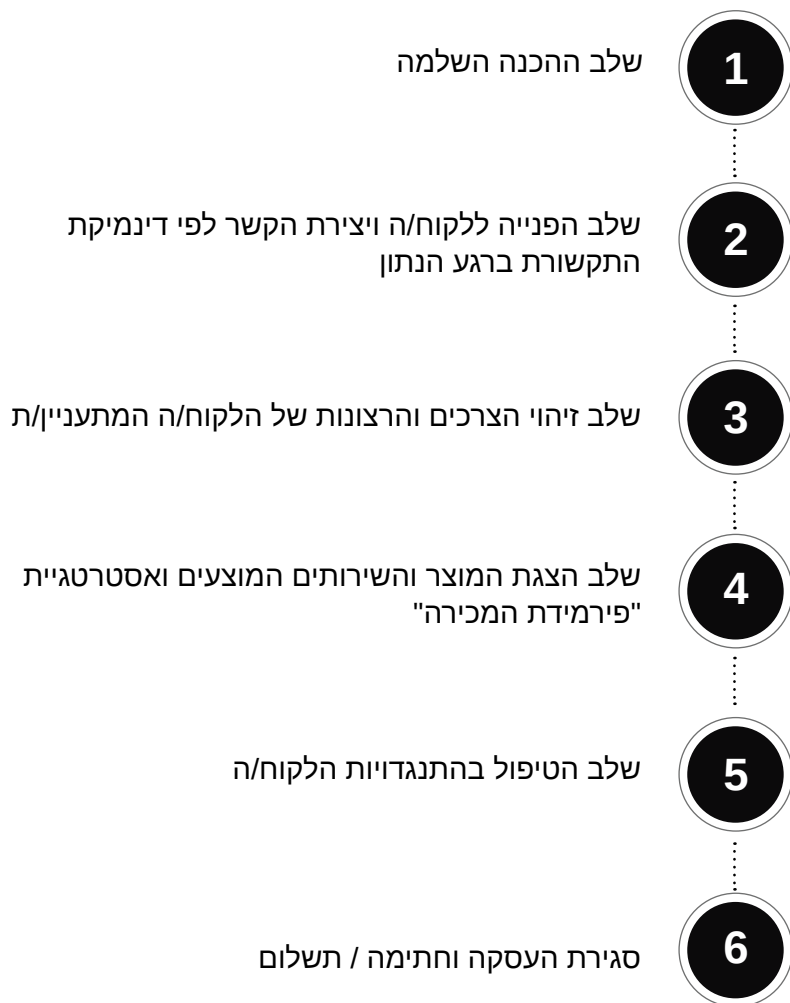 1
שלב ההכנה השלמה
2
שלב הפנייה ללקוח/ה ויצירת הקשר לפי דינמיקת
התקשורת ברגע הנתון
3
שלב זיהוי הצרכים והרצונות של הלקוח/ה המתעניין/ת
4
שלב הצגת המוצר והשירותים המוצעים ואסטרטגיית
"פירמידת המכירה"
5
שלב הטיפול בהתנגדויות הלקוח/ה
6
סגירת העסקה וחתימה / תשלום